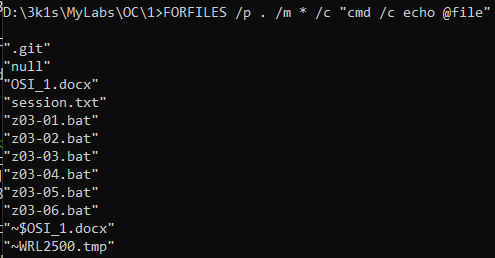 D:\3k1s\MyLabs\OC\1>FORFILES /p . /m * /c "cmd /c echo @file"
".git"
"null"
"OSI_1.docx"
"session.txt"
"z03-01.bat"
"z03-02.bat"
"z03-03.bat"
"z03-04.bat"
"z03-05.bat"
"z03-06.bat"
"~$OSI_1.docx"
"~WRL2500.tmp"